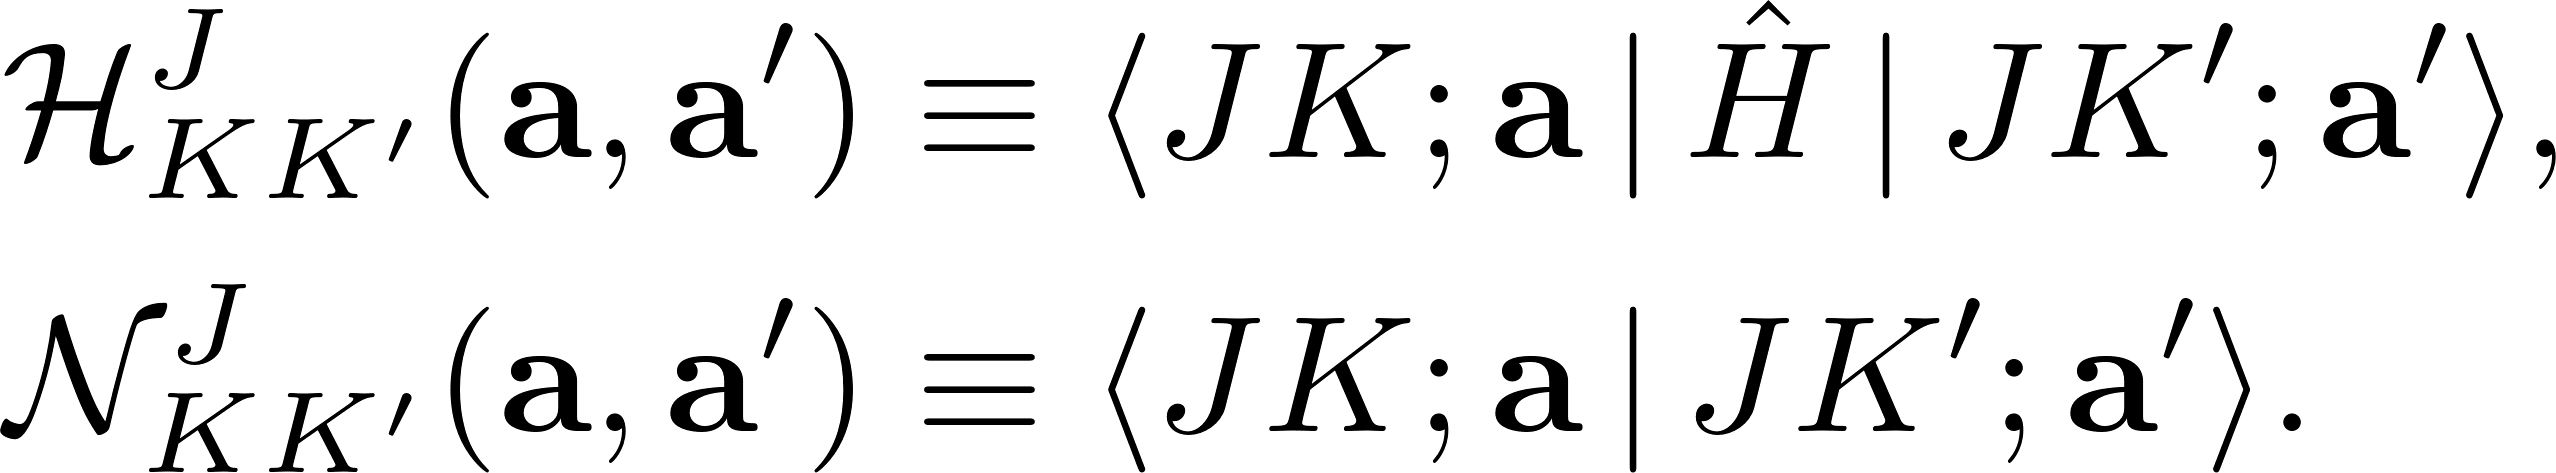 ℋ^J_{KK′}(𝐚, 𝐚′) ≡ ⟨JK; 𝐚 | Ĥ | JK′; 𝐚′⟩,
𝒩^J_{KK′}(𝐚, 𝐚′) ≡ ⟨JK; 𝐚 | JK′; 𝐚′⟩.